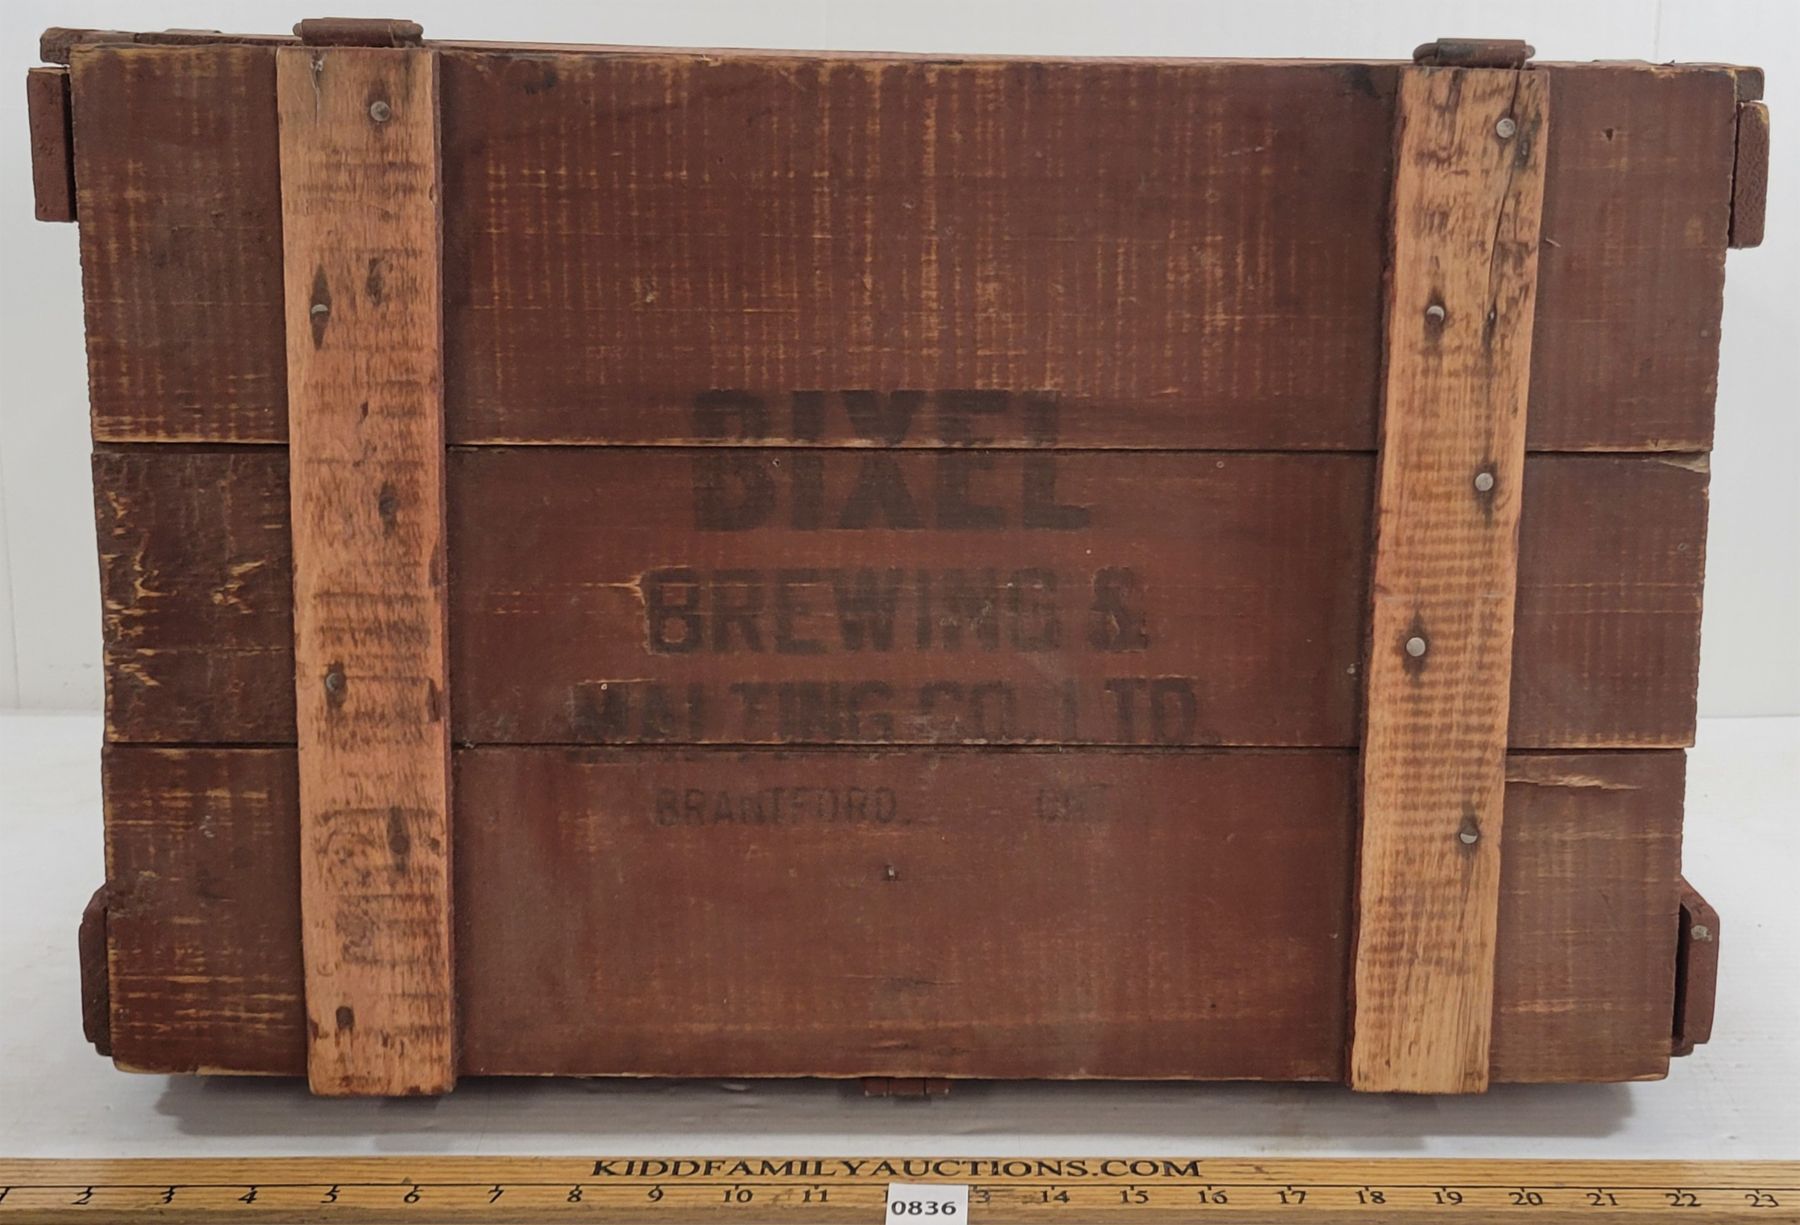 BIXEL
BREWING &
MALTING CO., LTD.
BRANTFORD.
KIDDFAMILYAUCTIONS.COM
1 2 3 4 5 6 7 8 9 10 11 13 14 15 16 17 18 19 20 21 22 23
0836